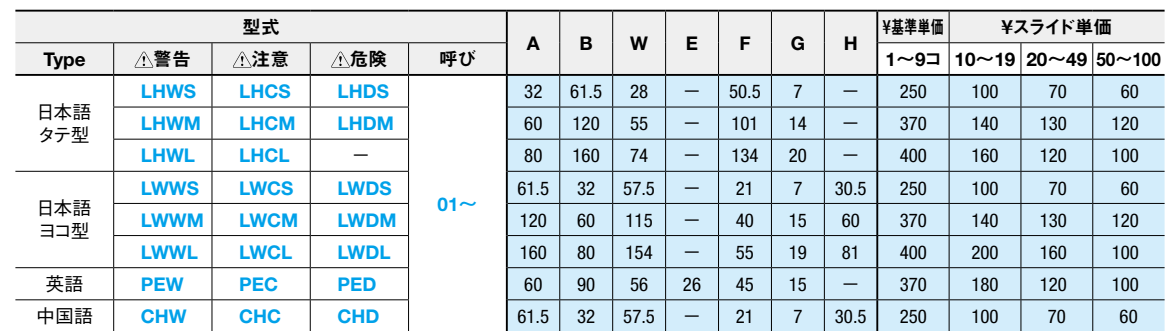 型式 A B W E F G H ¥基準単価 ¥スライド単価
Type ⚠警告 ⚠注意 ⚠危険 呼び 1〜9コ 10〜19 20〜49 50〜100
日本語タテ型 LHWS LHCS LHDS 01〜 32 61.5 28 － 50.5 7 － 250 100 70 60
LHWM LHCM LHDM 60 120 55 － 101 14 － 370 140 130 120
LHWL LHCL － 80 160 74 － 134 20 － 400 160 120 100
日本語ヨコ型 LWWS LWCS LWDS 61.5 32 57.5 － 21 7 30.5 250 100 70 60
LWWM LWCM LWDM 120 60 115 － 40 15 60 370 140 130 120
LWWL LWCL LWDL 160 80 154 － 55 19 81 400 200 160 100
英語 PEW PEC PED 60 90 56 26 45 15 － 370 180 120 100
中国語 CHW CHC CHD 61.5 32 57.5 － 21 7 30.5 250 100 70 60